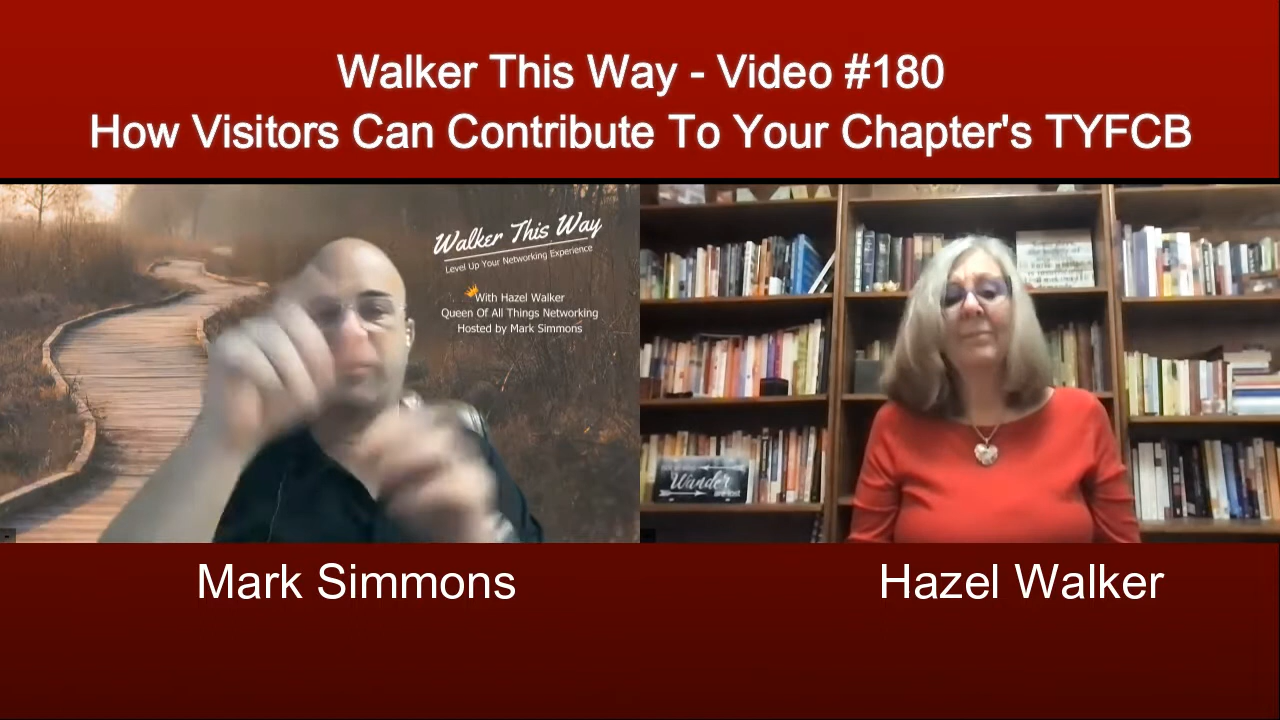 Walker This Way - Video #180
How Visitors Can Contribute To Your Chapter's TYFCB
Walker This Way
Level Up Your Networking Experience
With Hazel Walker
Queen Of All Things Networking
Hosted by Mark Simmons
Wander
are lost
Mark Simmons
Hazel Walker